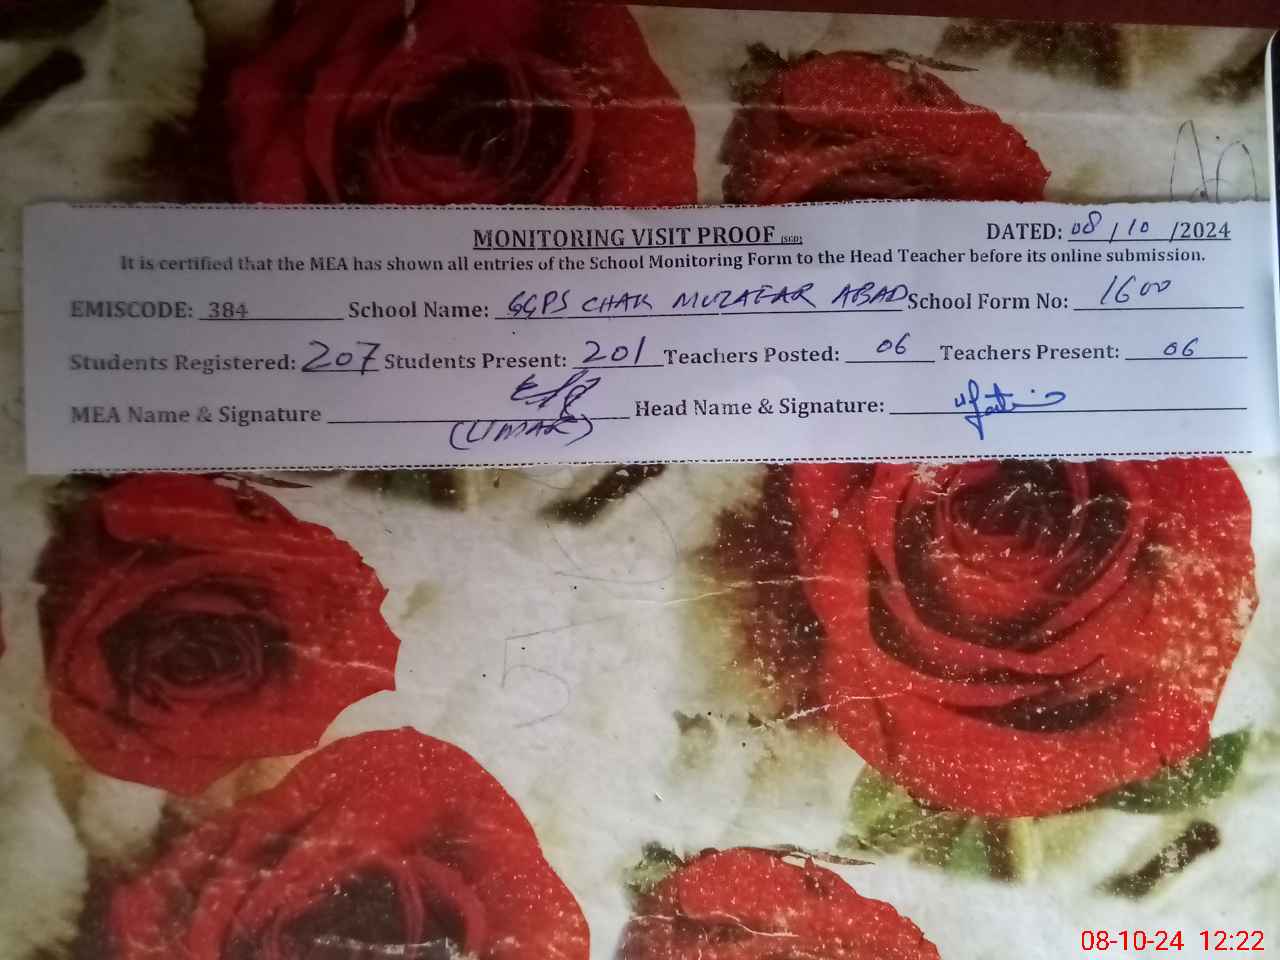 MONITORING VISIT PROOF (SGD) DATED: 08/10/2024
It is certified that the MEA has shown all entries of the School Monitoring Form to the Head Teacher before its online submission.
EMISCODE: 384 School Name: GGPS CHAK MUZAFAR ABAD School Form No: 1600
Students Registered: 207 Students Present: 201 Teachers Posted: 06 Teachers Present: 06
MEA Name & Signature Head Name & Signature:
(UMAR)
5
08-10-24 12:22